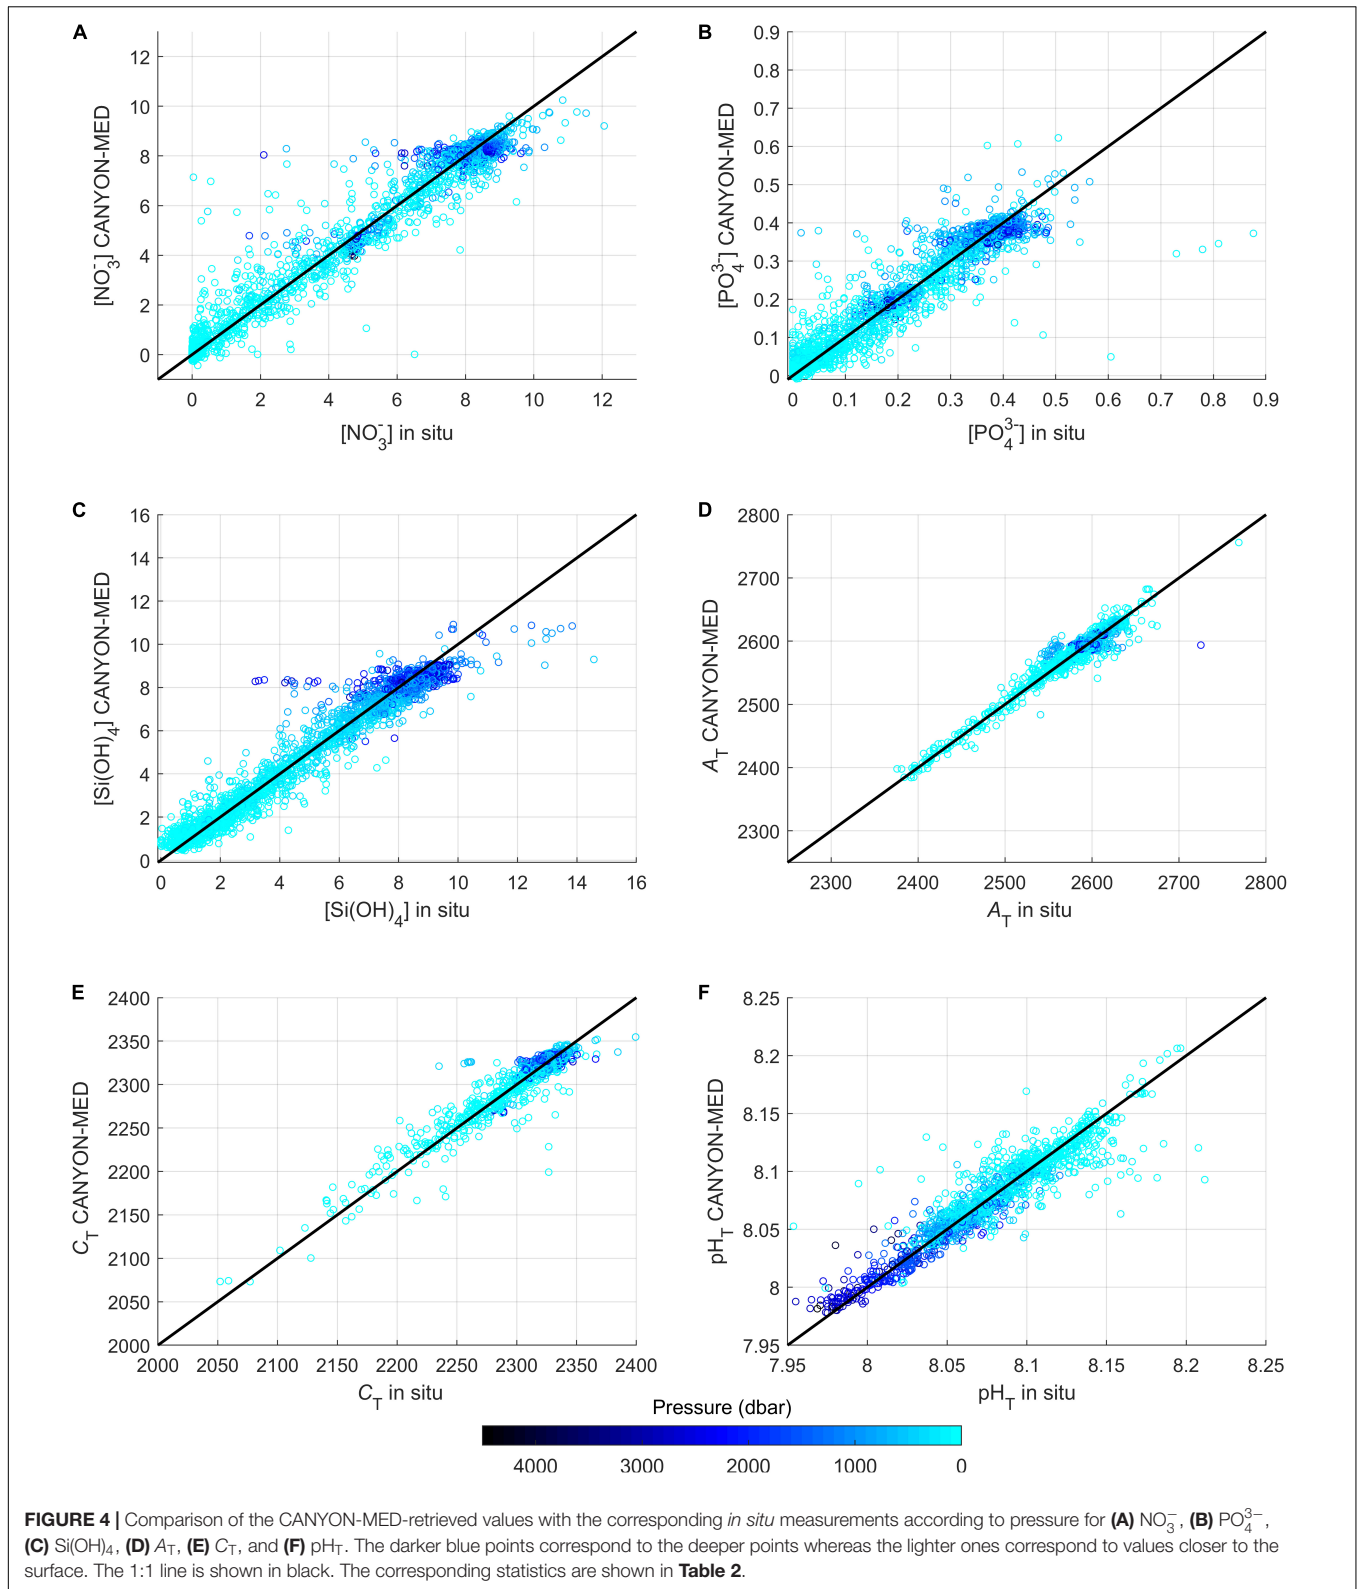 A
12
10
8
6
4
2
0
[NO₃⁻] CANYON-MED
0 2 4 6 8 10 12
[NO₃⁻] in situ
B
0.9
0.8
0.7
0.6
0.5
0.4
0.3
0.2
0.1
0
[PO₄³⁻] CANYON-MED
0 0.1 0.2 0.3 0.4 0.5 0.6 0.7 0.8 0.9
[PO₄³⁻] in situ
C
16
14
12
10
8
6
4
2
0
[Si(OH)₄] CANYON-MED
0 2 4 6 8 10 12 14 16
[Si(OH)₄] in situ
D
2800
2700
2600
2500
2400
2300
A_T CANYON-MED
2300 2400 2500 2600 2700 2800
A_T in situ
E
2400
2350
2300
2250
2200
2150
2100
2050
2000
C_T CANYON-MED
2000 2050 2100 2150 2200 2250 2300 2350 2400
C_T in situ
F
8.25
8.2
8.15
8.1
8.05
8
7.95
pH_T CANYON-MED
7.95 8 8.05 8.1 8.15 8.2 8.25
pH_T in situ
Pressure (dbar)
4000 3000 2000 1000 0
FIGURE 4 | Comparison of the CANYON-MED-retrieved values with the corresponding in situ measurements according to pressure for (A) NO₃⁻, (B) PO₄³⁻,
(C) Si(OH)₄, (D) A_T, (E) C_T, and (F) pH_T. The darker blue points correspond to the deeper points whereas the lighter ones correspond to values closer to the
surface. The 1:1 line is shown in black. The corresponding statistics are shown in Table 2.